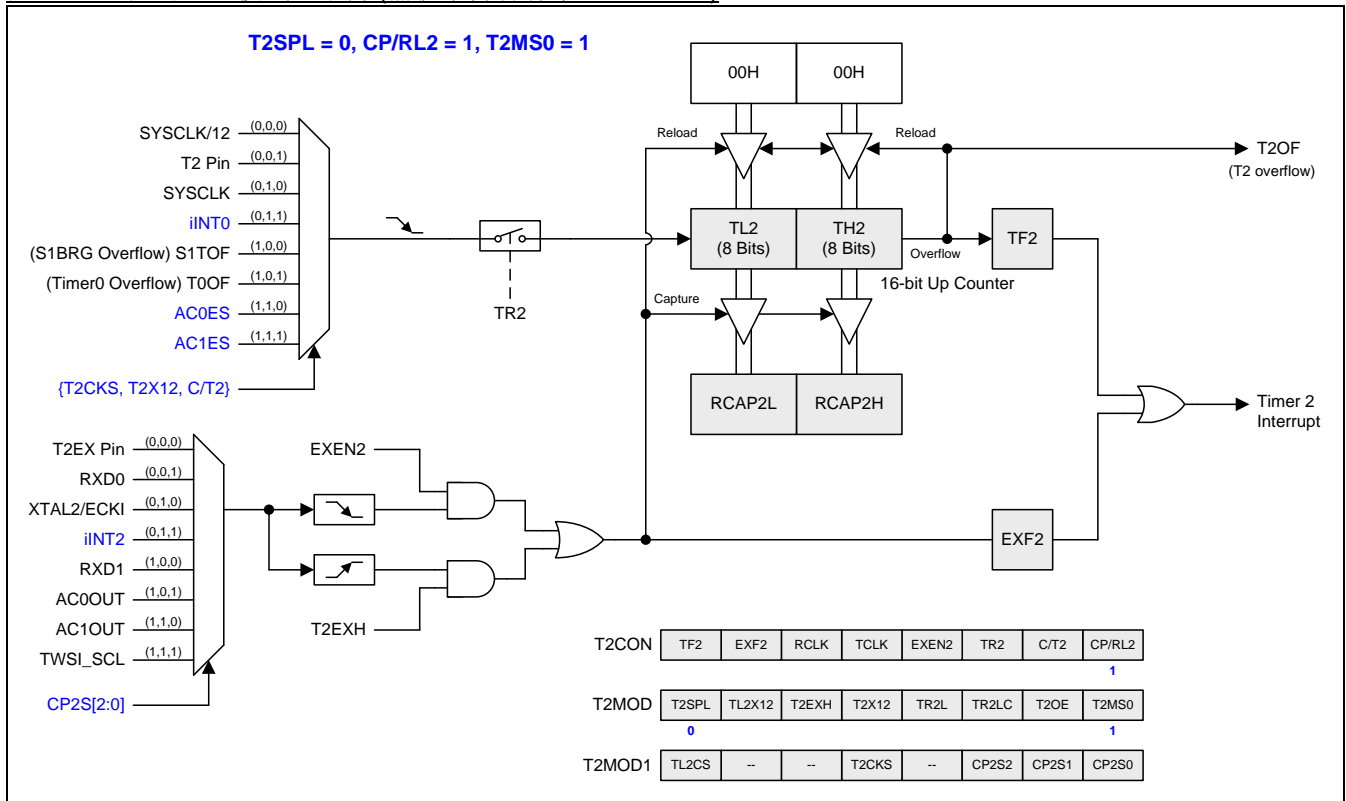 T2SPL = 0, CP/RL2 = 1, T2MS0 = 1
00H 00H
SYSCLK/12 (0,0,0)
T2 Pin (0,0,1)
SYSCLK (0,1,0)
iINT0 (0,1,1)
(S1BRG Overflow) S1TOF (1,0,0)
(Timer0 Overflow) T0OF (1,0,1)
AC0ES (1,1,0)
AC1ES (1,1,1)
{T2CKS, T2X12, C/T2}
TR2
Reload
Reload
T2OF
(T2 overflow)
TL2
(8 Bits)
TH2
(8 Bits)
Overflow
TF2
16-bit Up Counter
Capture
RCAP2L RCAP2H
Timer 2
Interrupt
T2EX Pin (0,0,0)
RXD0 (0,0,1)
XTAL2/ECKI (0,1,0)
iINT2 (0,1,1)
RXD1 (1,0,0)
AC0OUT (1,0,1)
AC1OUT (1,1,0)
TWSI_SCL (1,1,1)
CP2S[2:0]
EXEN2
T2EXH
EXF2
T2CON TF2 EXF2 RCLK TCLK EXEN2 TR2 C/T2 CP/RL2
1
T2MOD T2SPL TL2X12 T2EXH T2X12 TR2L TR2LC T2OE T2MS0
0 1
T2MOD1 TL2CS -- -- T2CKS -- CP2S2 CP2S1 CP2S0